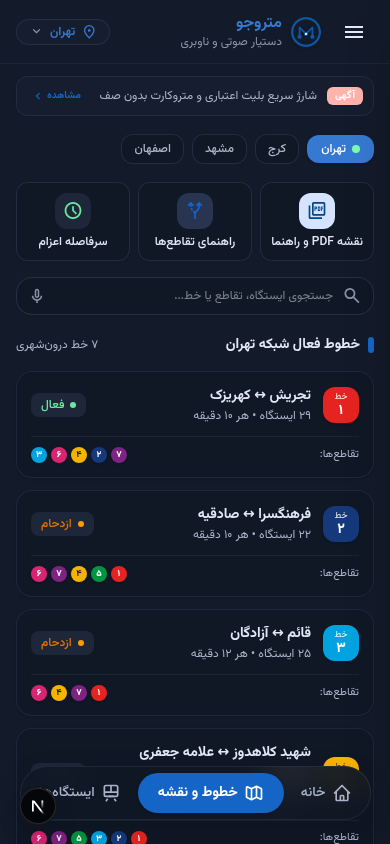 متروجو
دستیار صوتی و ناوبری
تهران
آگهی
شارژ سریع بلیت اعتباری و متروکارت بدون صف
مشاهده
تهران
کرج
مشهد
اصفهان
نقشه PDF و راهنما
راهنمای تقاطع‌ها
سرفاصله اعزام
جستجوی ایستگاه، تقاطع یا خط...
خطوط فعال شبکه تهران
۷ خط درون‌شهری
خط
۱
تجریش ↔ کهریزک
۲۹ ایستگاه • هر ۱۰ دقیقه
فعال
تقاطع‌ها:
۷ ۲ ۴ ۶ ۳
خط
۲
فرهنگسرا ↔ صادقیه
۲۲ ایستگاه • هر ۱۰ دقیقه
ازدحام
تقاطع‌ها:
۱ ۵ ۴ ۷ ۶
خط
۳
قائم ↔ آزادگان
۲۵ ایستگاه • هر ۱۲ دقیقه
ازدحام
تقاطع‌ها:
۱ ۷ ۴ ۶
شهید کلاهدوز ↔ علامه جعفری
خانه
خطوط و نقشه
N
تقاطع‌ها:
۱ ۲ ۳ ۵ ۷ ۶